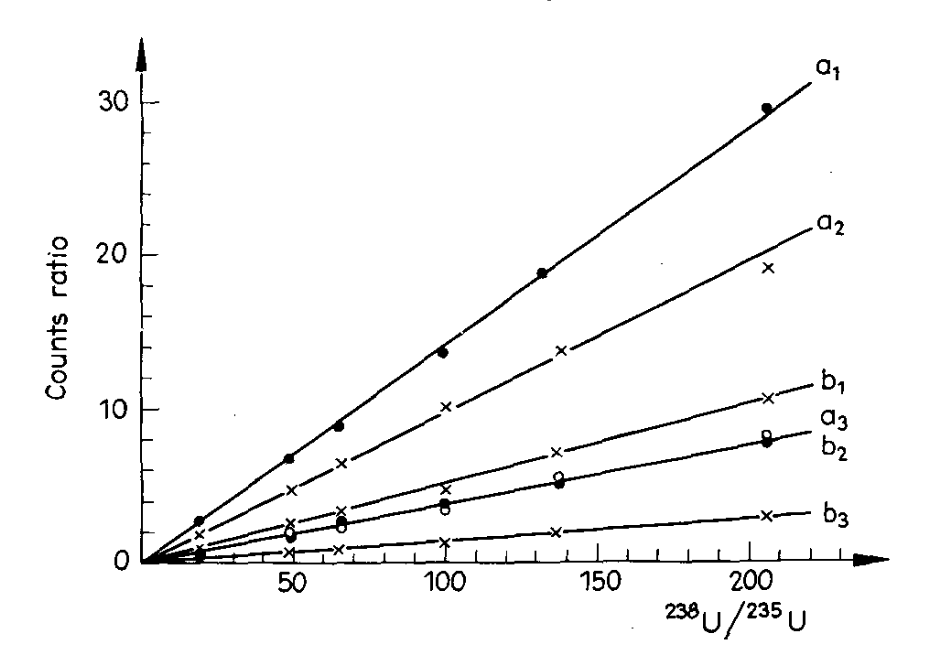 30
20
10
0
Counts ratio
50 100 150 200
²³⁸U/²³⁵U
a₁
a₂
b₁
a₃
b₂
b₃